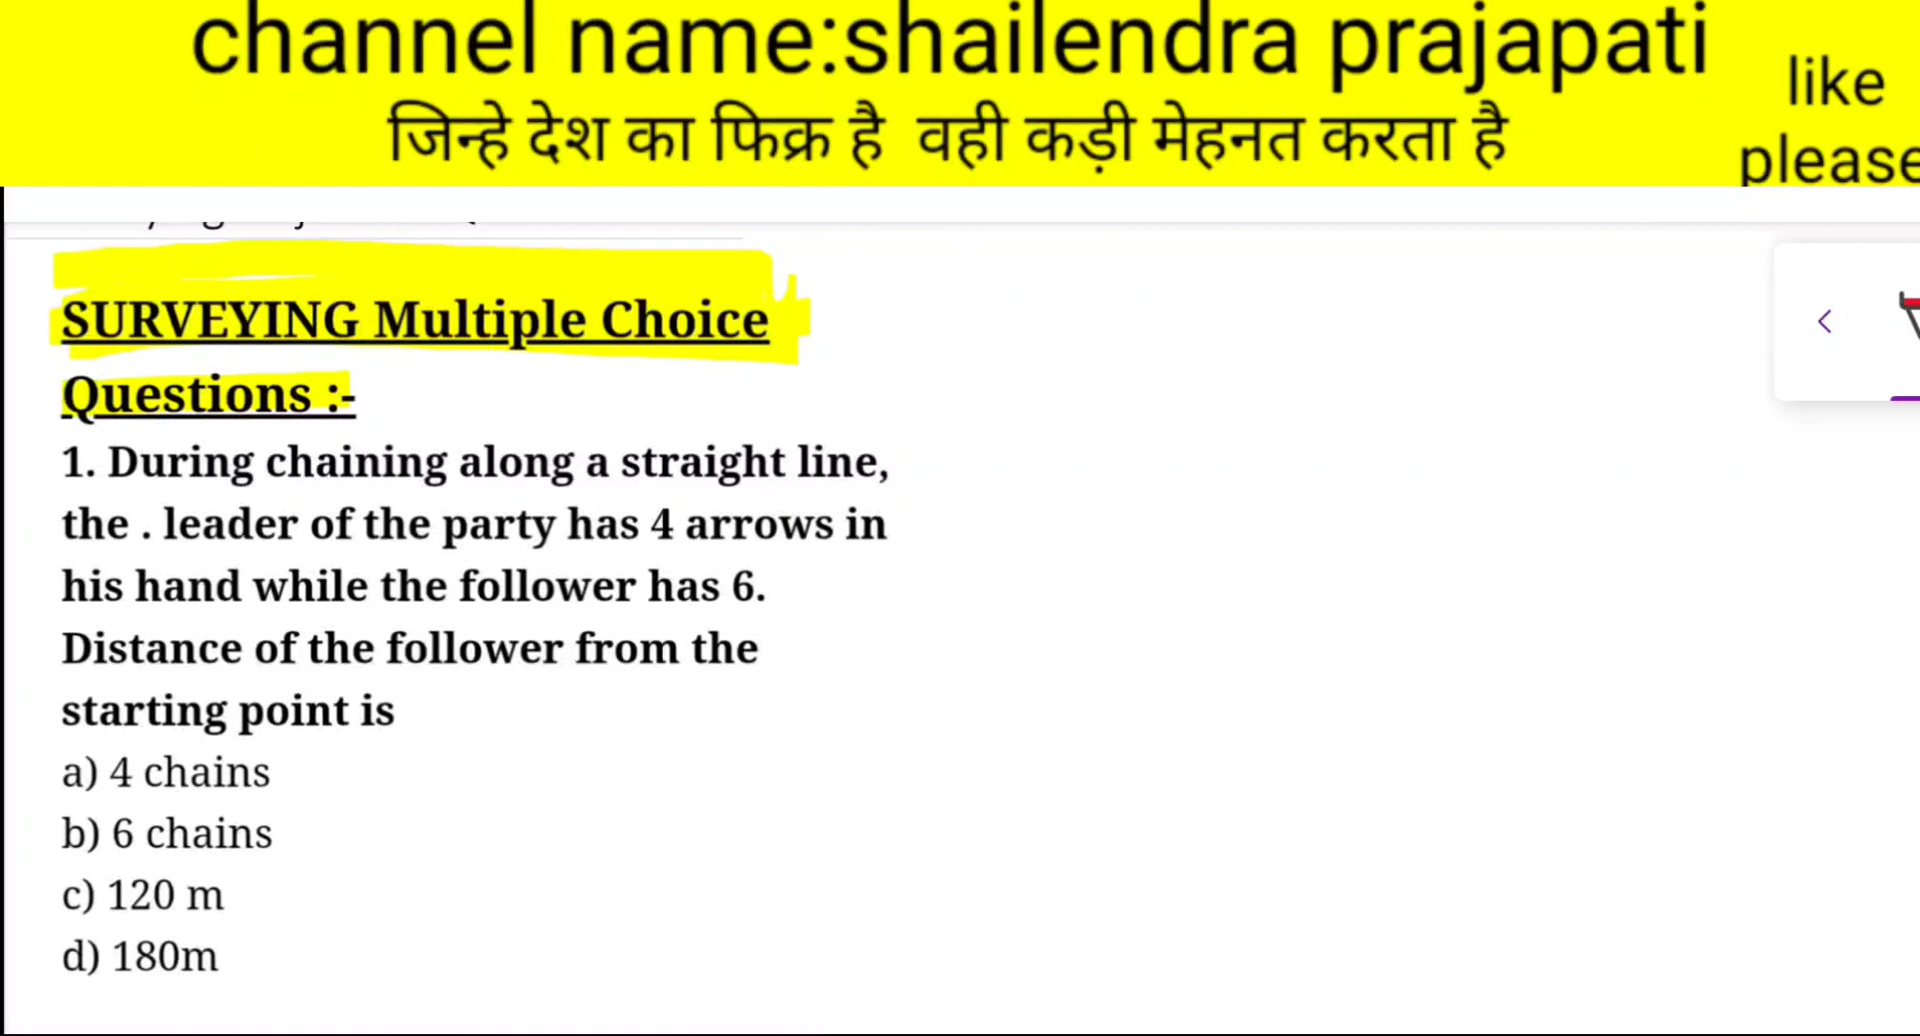 channel name:shailendra prajapati
like
please
जिन्हे देश का फिक्र है वही कड़ी मेहनत करता है
SURVEYING Multiple Choice
Questions :-
1. During chaining along a straight line,
the . leader of the party has 4 arrows in
his hand while the follower has 6.
Distance of the follower from the
starting point is
a) 4 chains
b) 6 chains
c) 120 m
d) 180m